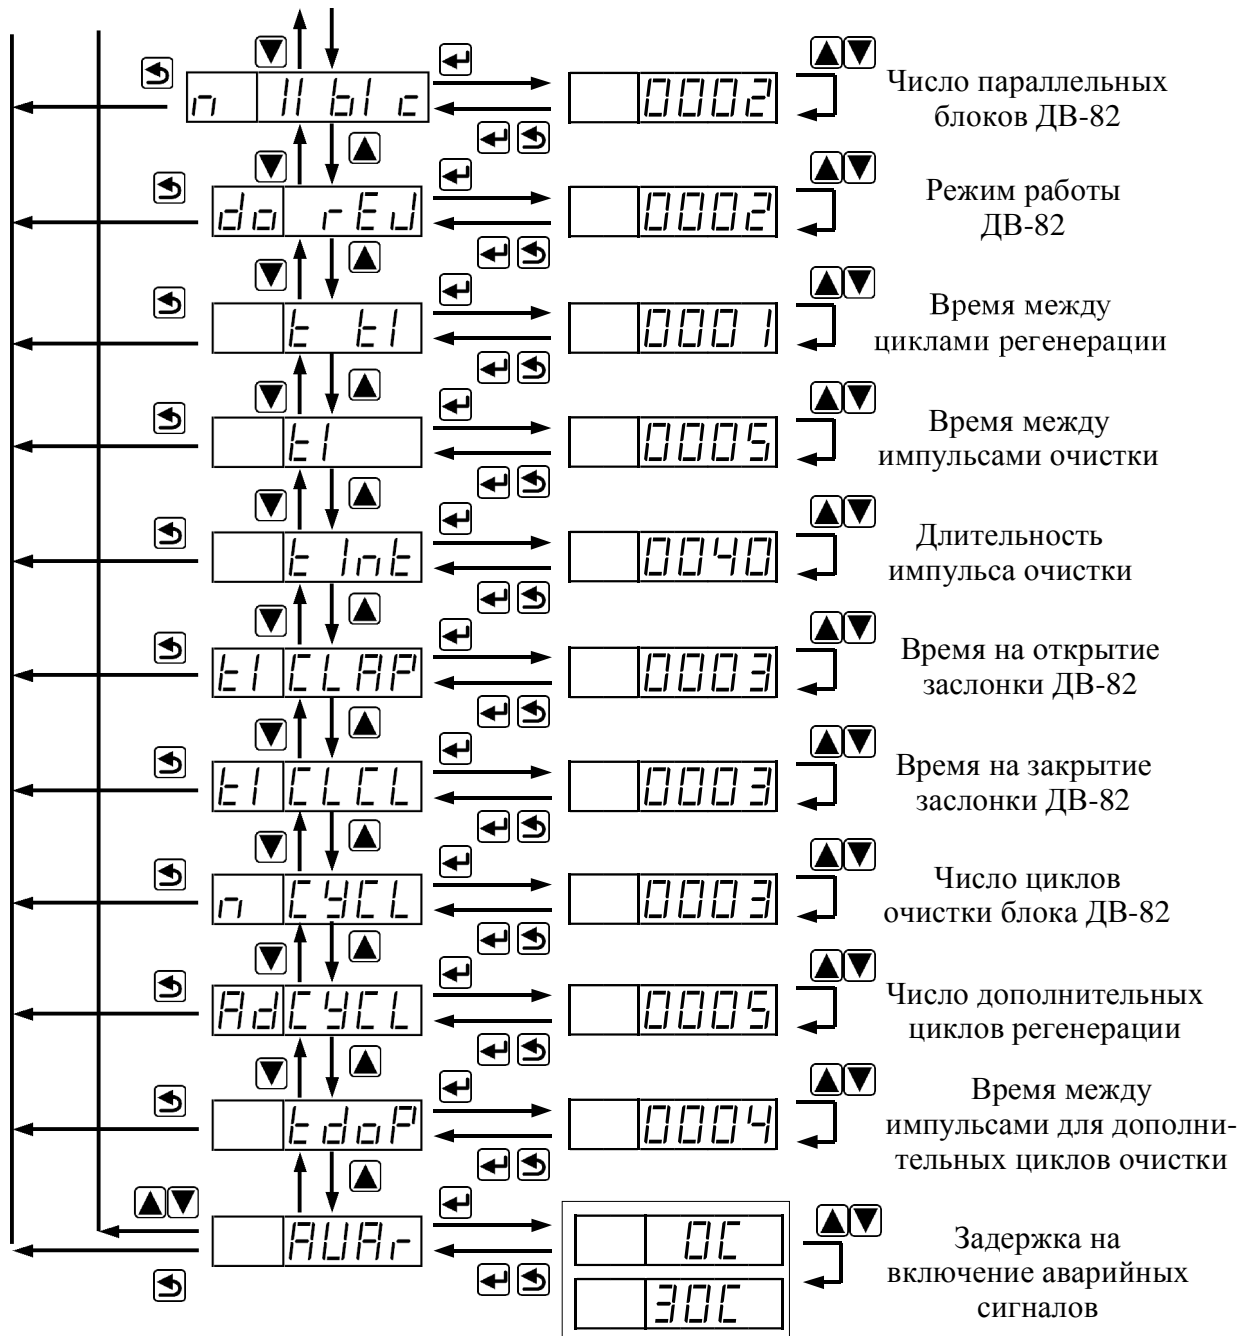 n 11 bl c
0002
Число параллельных
блоков ДВ-82
do rEJ
0002
Режим работы
ДВ-82
t t1
0001
Время между
циклами регенерации
t1
0005
Время между
импульсами очистки
t Int
0040
Длительность
импульса очистки
t1 CLAP
0003
Время на открытие
заслонки ДВ-82
t1 CLCL
0003
Время на закрытие
заслонки ДВ-82
n CYCL
0003
Число циклов
очистки блока ДВ-82
Ad CYCL
0005
Число дополнительных
циклов регенерации
tdoP
0004
Время между
импульсами для дополни-
тельных циклов очистки
AUAr
0C
30C
Задержка на
включение аварийных
сигналов